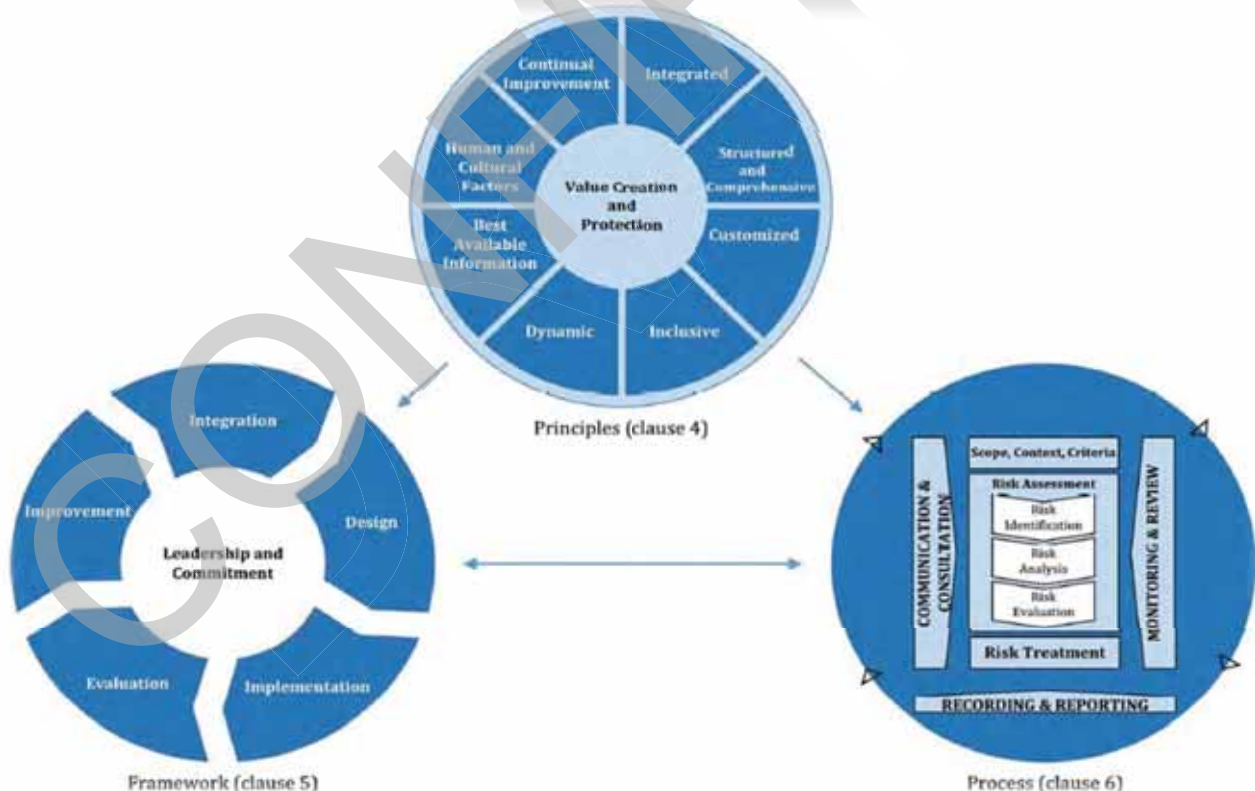 Continual
Improvement
Integrated
Human and
Cultural
Factors
Structured
and
Comprehensive
Value Creation
and
Protection
Best
Available
Information
Customized
Dynamic
Inclusive
Principles (clause 4)
Integration
Improvement
Design
Leadership and
Commitment
Evaluation
Implementation
Framework (clause 5)
Scope, Context, Criteria
Risk Assessment
Risk
Identification
Risk
Analysis
Risk
Evaluation
Risk Treatment
COMMUNICATION &
CONSULTATION
MONITORING & REVIEW
RECORDING & REPORTING
Process (clause 6)